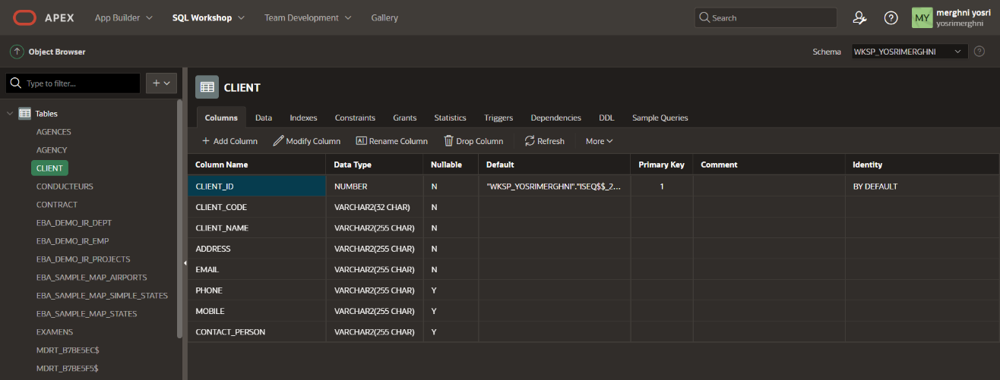 APEX App Builder SQL Workshop Team Development Gallery Search MY merghni yosri
yosrimerghni
Object Browser Schema WKSP_YOSRIMERGHNI
Type to filter...
CLIENT
Tables
AGENCES
AGENCY
CLIENT
CONDUCTEURS
CONTRACT
EBA_DEMO_IR_DEPT
EBA_DEMO_IR_EMP
EBA_DEMO_IR_PROJECTS
EBA_SAMPLE_MAP_AIRPORTS
EBA_SAMPLE_MAP_SIMPLE_STATES
EBA_SAMPLE_MAP_STATES
EXAMENS
MDRT_B7BE5EC$
MDRT_B7BE5F5$
Columns Data Indexes Constraints Grants Statistics Triggers Dependencies DDL Sample Queries
+ Add Column Modify Column Rename Column Drop Column Refresh More
Column Name Data Type Nullable Default Primary Key Comment Identity
CLIENT_ID NUMBER N "WKSP_YOSRIMERGHNI"."ISEQ$$_2... 1 BY DEFAULT
CLIENT_CODE VARCHAR2(32 CHAR) N
CLIENT_NAME VARCHAR2(255 CHAR) N
ADDRESS VARCHAR2(255 CHAR) N
EMAIL VARCHAR2(255 CHAR) N
PHONE VARCHAR2(255 CHAR) Y
MOBILE VARCHAR2(255 CHAR) Y
CONTACT_PERSON VARCHAR2(255 CHAR) Y